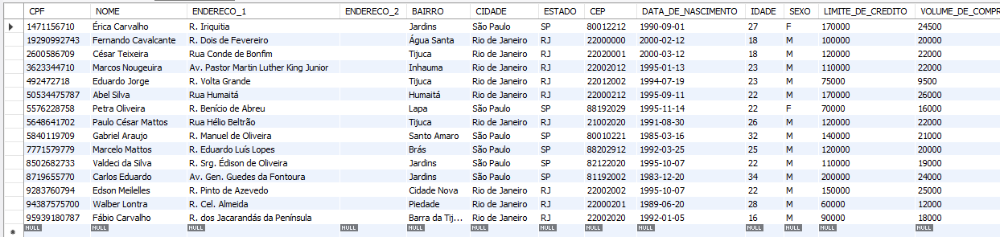 CPF NOME ENDERECO_1 ENDERECO_2 BAIRRO CIDADE ESTADO CEP DATA_DE_NASCIMENTO IDADE SEXO LIMITE_DE_CREDITO VOLUME_DE_COMPR
1471156710 Érica Carvalho R. Iriquitia Jardins São Paulo SP 80012212 1990-09-01 27 F 170000 24500
19290992743 Fernando Cavalcante R. Dois de Fevereiro Água Santa Rio de Janeiro RJ 22000000 2000-02-12 18 M 100000 20000
2600586709 César Teixeira Rua Conde de Bonfim Tijuca Rio de Janeiro RJ 22020001 2000-03-12 18 M 120000 22000
3623344710 Marcos Nougeuira Av. Pastor Martin Luther King Junior Inhauma Rio de Janeiro RJ 22002012 1995-01-13 23 M 110000 22000
492472718 Eduardo Jorge R. Volta Grande Tijuca Rio de Janeiro RJ 22012002 1994-07-19 23 M 75000 9500
50534475787 Abel Silva Rua Humaitá Humaitá Rio de Janeiro RJ 22000212 1995-09-11 22 M 170000 26000
5576228758 Petra Oliveira R. Benício de Abreu Lapa São Paulo SP 88192029 1995-11-14 22 F 70000 16000
5648641702 Paulo César Mattos Rua Hélio Beltrão Tijuca Rio de Janeiro RJ 21002020 1991-08-30 26 M 120000 22000
5840119709 Gabriel Araujo R. Manuel de Oliveira Santo Amaro São Paulo SP 80010221 1985-03-16 32 M 140000 21000
7771579779 Marcelo Mattos R. Eduardo Luís Lopes Brás São Paulo SP 88202912 1992-03-25 25 M 120000 20000
8502682733 Valdeci da Silva R. Srg. Édison de Oliveira Jardins São Paulo SP 82122020 1995-10-07 22 M 110000 19000
8719655770 Carlos Eduardo Av. Gen. Guedes da Fontoura Jardins São Paulo SP 81192002 1983-12-20 34 M 200000 24000
9283760794 Edson Meilelles R. Pinto de Azevedo Cidade Nova Rio de Janeiro RJ 22002002 1995-10-07 22 M 150000 25000
94387575700 Walber Lontra R. Cel. Almeida Piedade Rio de Janeiro RJ 22000201 1989-06-20 28 M 60000 12000
95939180787 Fábio Carvalho R. dos Jacarandás da Península Barra da Tij... Rio de Janeiro RJ 22002020 1992-01-05 16 M 90000 18000
NULL NULL NULL NULL NULL NULL NULL NULL NULL NULL NULL NULL NULL